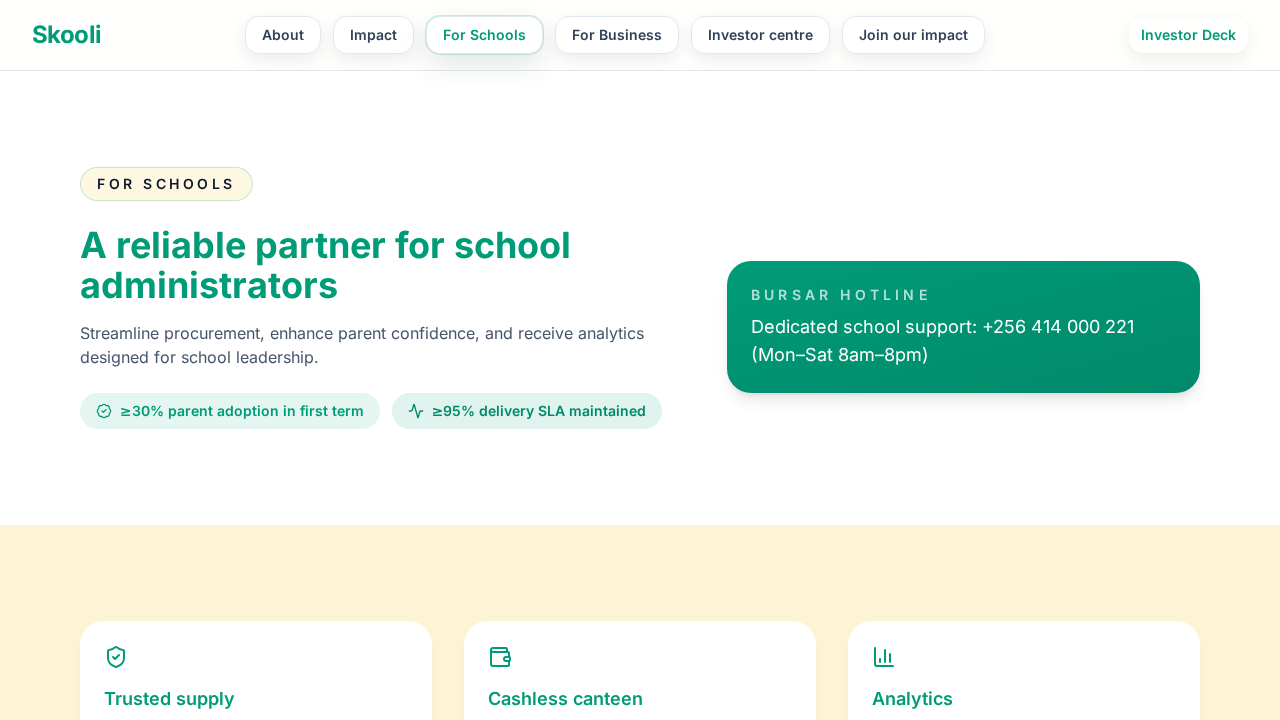 Skooli
About
Impact
For Schools
For Business
Investor centre
Join our impact
Investor Deck
FOR SCHOOLS
A reliable partner for school
administrators
Streamline procurement, enhance parent confidence, and receive analytics
designed for school leadership.
≥30% parent adoption in first term
≥95% delivery SLA maintained
BURSAR HOTLINE
Dedicated school support: +256 414 000 221
(Mon–Sat 8am–8pm)
Trusted supply
Cashless canteen
Analytics